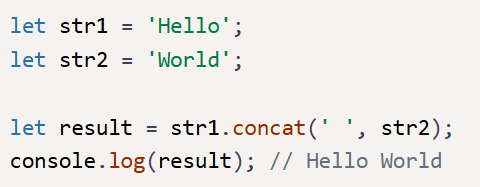 let str1 = 'Hello';
let str2 = 'World';
let result = str1.concat(' ', str2);
console.log(result); // Hello World